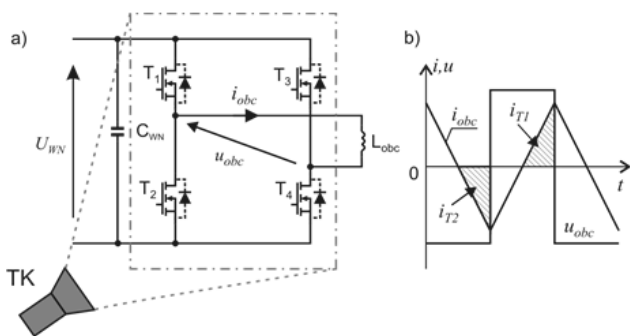 a)
T1
T3
iobc
UWN
CWN
Lobc
uobc
T2
T4
TK
b)
i,u
iobc
iT1
0
t
iT2
uobc